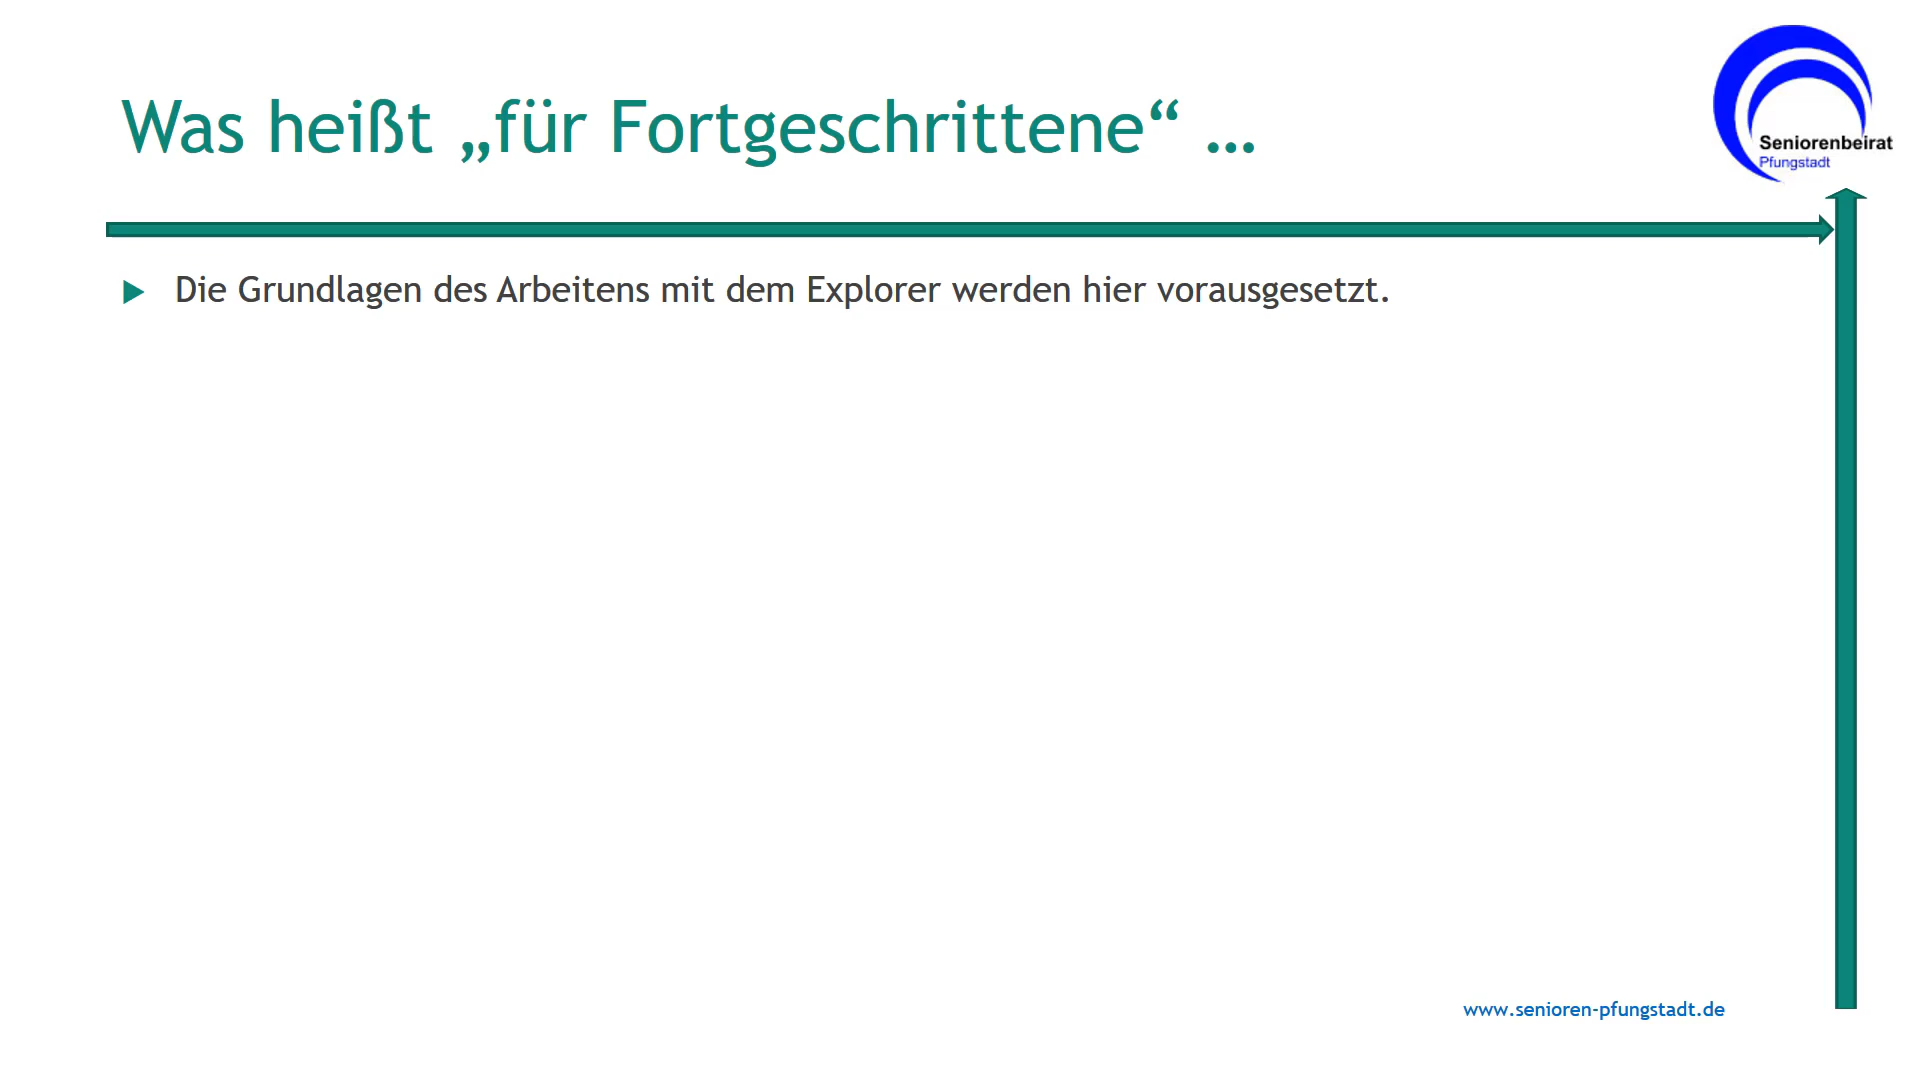 Seniorenbeirat
Pfungstadt
Was heißt „für Fortgeschrittene“ …
Die Grundlagen des Arbeitens mit dem Explorer werden hier vorausgesetzt.
www.senioren-pfungstadt.de